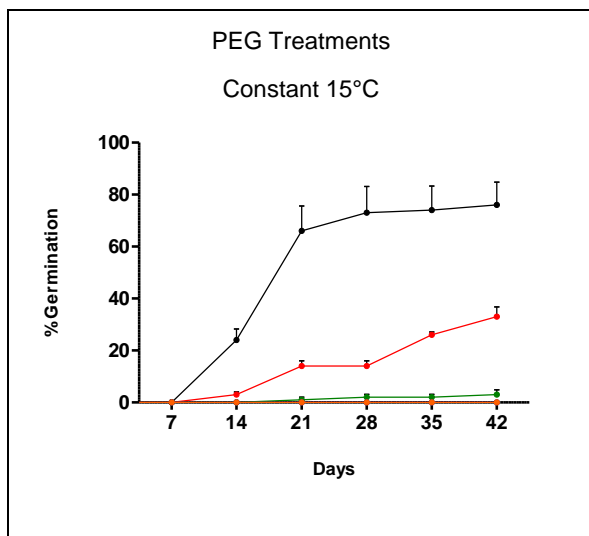 PEG Treatments
Constant 15°C
100
80
60
40
20
0
%Germination
7 14 21 28 35 42
Days